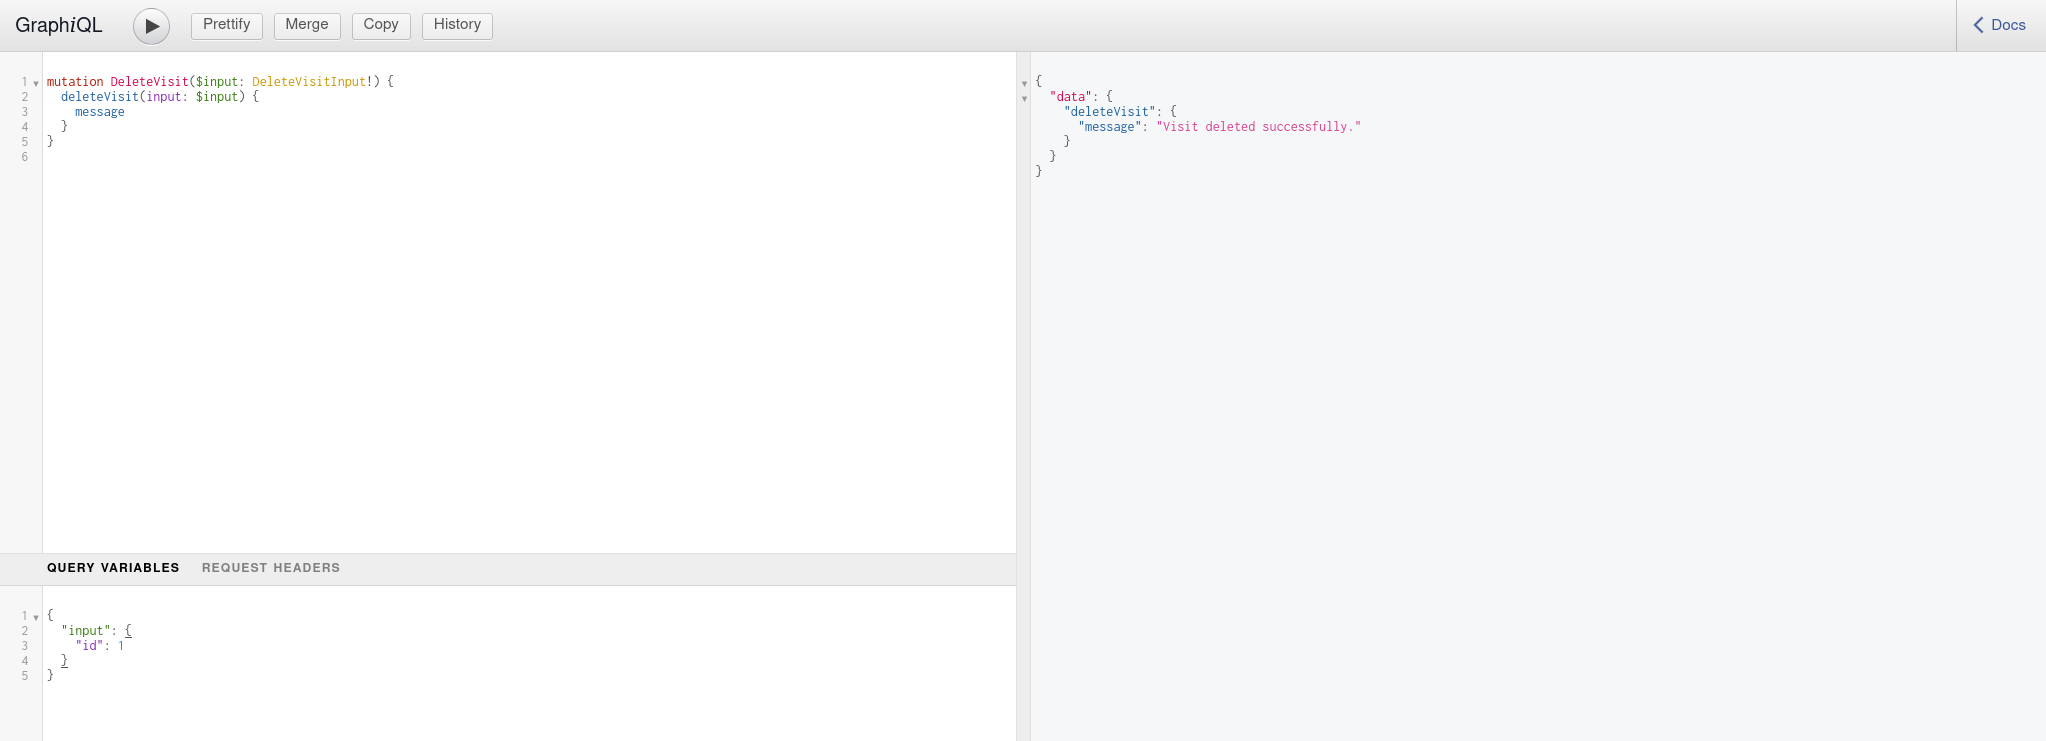 GraphiQL Prettify Merge Copy History Docs
1 mutation DeleteVisit($input: DeleteVisitInput!) {
2   deleteVisit(input: $input) {
3     message
4   }
5 }
6
{
  "data": {
    "deleteVisit": {
      "message": "Visit deleted successfully."
    }
  }
}
QUERY VARIABLES REQUEST HEADERS
1 {
2   "input": {
3     "id": 1
4   }
5 }